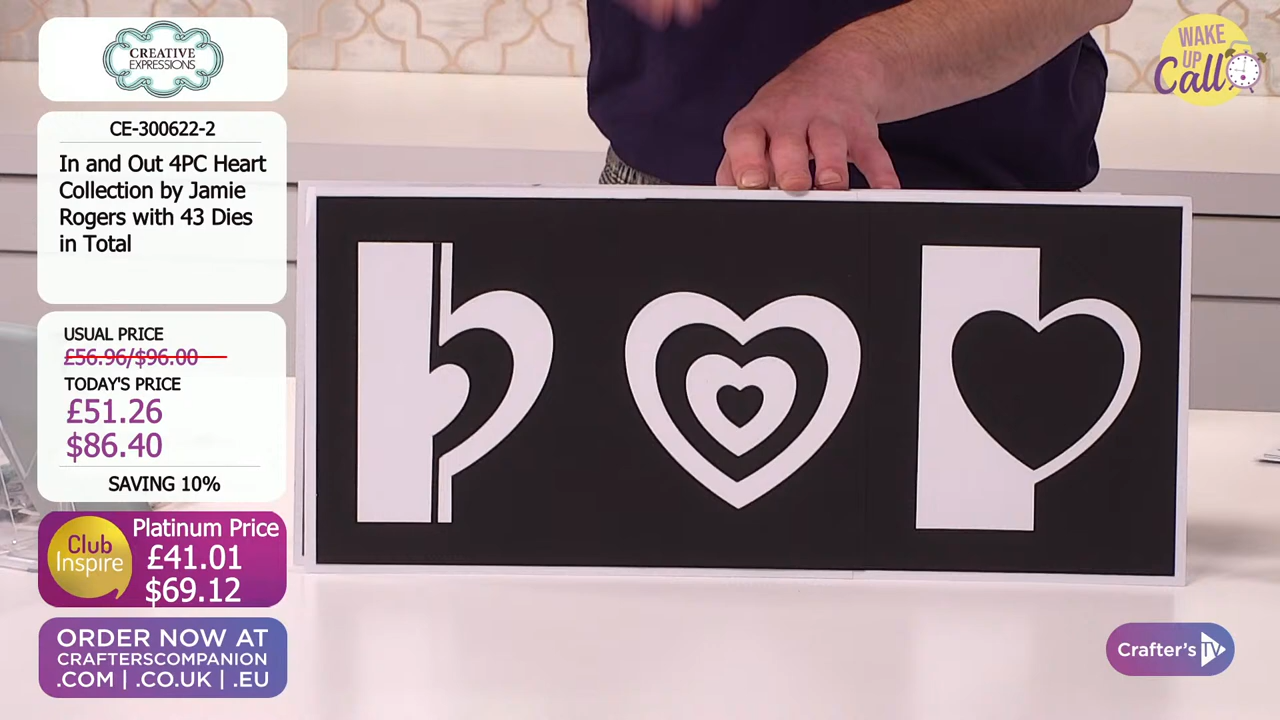 CREATIVE
EXPRESSIONS
CE-300622-2
In and Out 4PC Heart
Collection by Jamie
Rogers with 43 Dies
in Total
USUAL PRICE
£56.96/$96.00
TODAY'S PRICE
£51.26
$86.40
SAVING 10%
Club
Inspire
Platinum Price
£41.01
$69.12
ORDER NOW AT
CRAFTERSCOMPANION
.COM | .CO.UK | .EU
WAKE
UP
Call
Crafter's TV